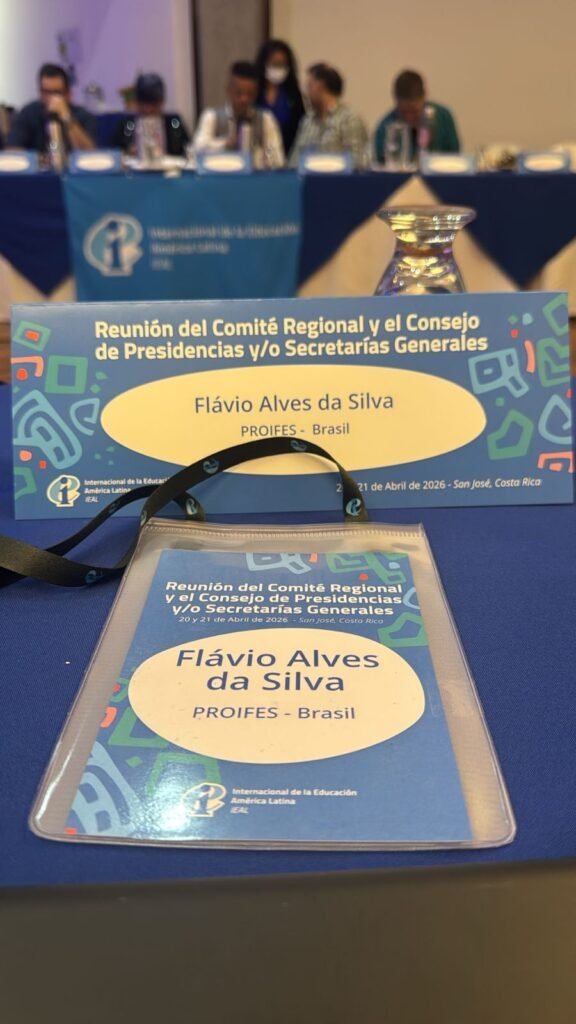 Internacional de la Educación
América Latina
IEAL
Reunión del Comité Regional y el Consejo
de Presidencias y/o Secretarías Generales
Flávio Alves da Silva
PROIFES - Brasil
Internacional de la
América Latina
IEAL
21 de Abril de 2026 - San José, Costa Rica
Reunión del Comité Regional
y el Consejo de Presidencias
y/o Secretarías Generales
20 y 21 de Abril de 2026 - San José, Costa Rica
Flávio Alves
da Silva
PROIFES - Brasil
Internacional de la Educación
América Latina
IEAL